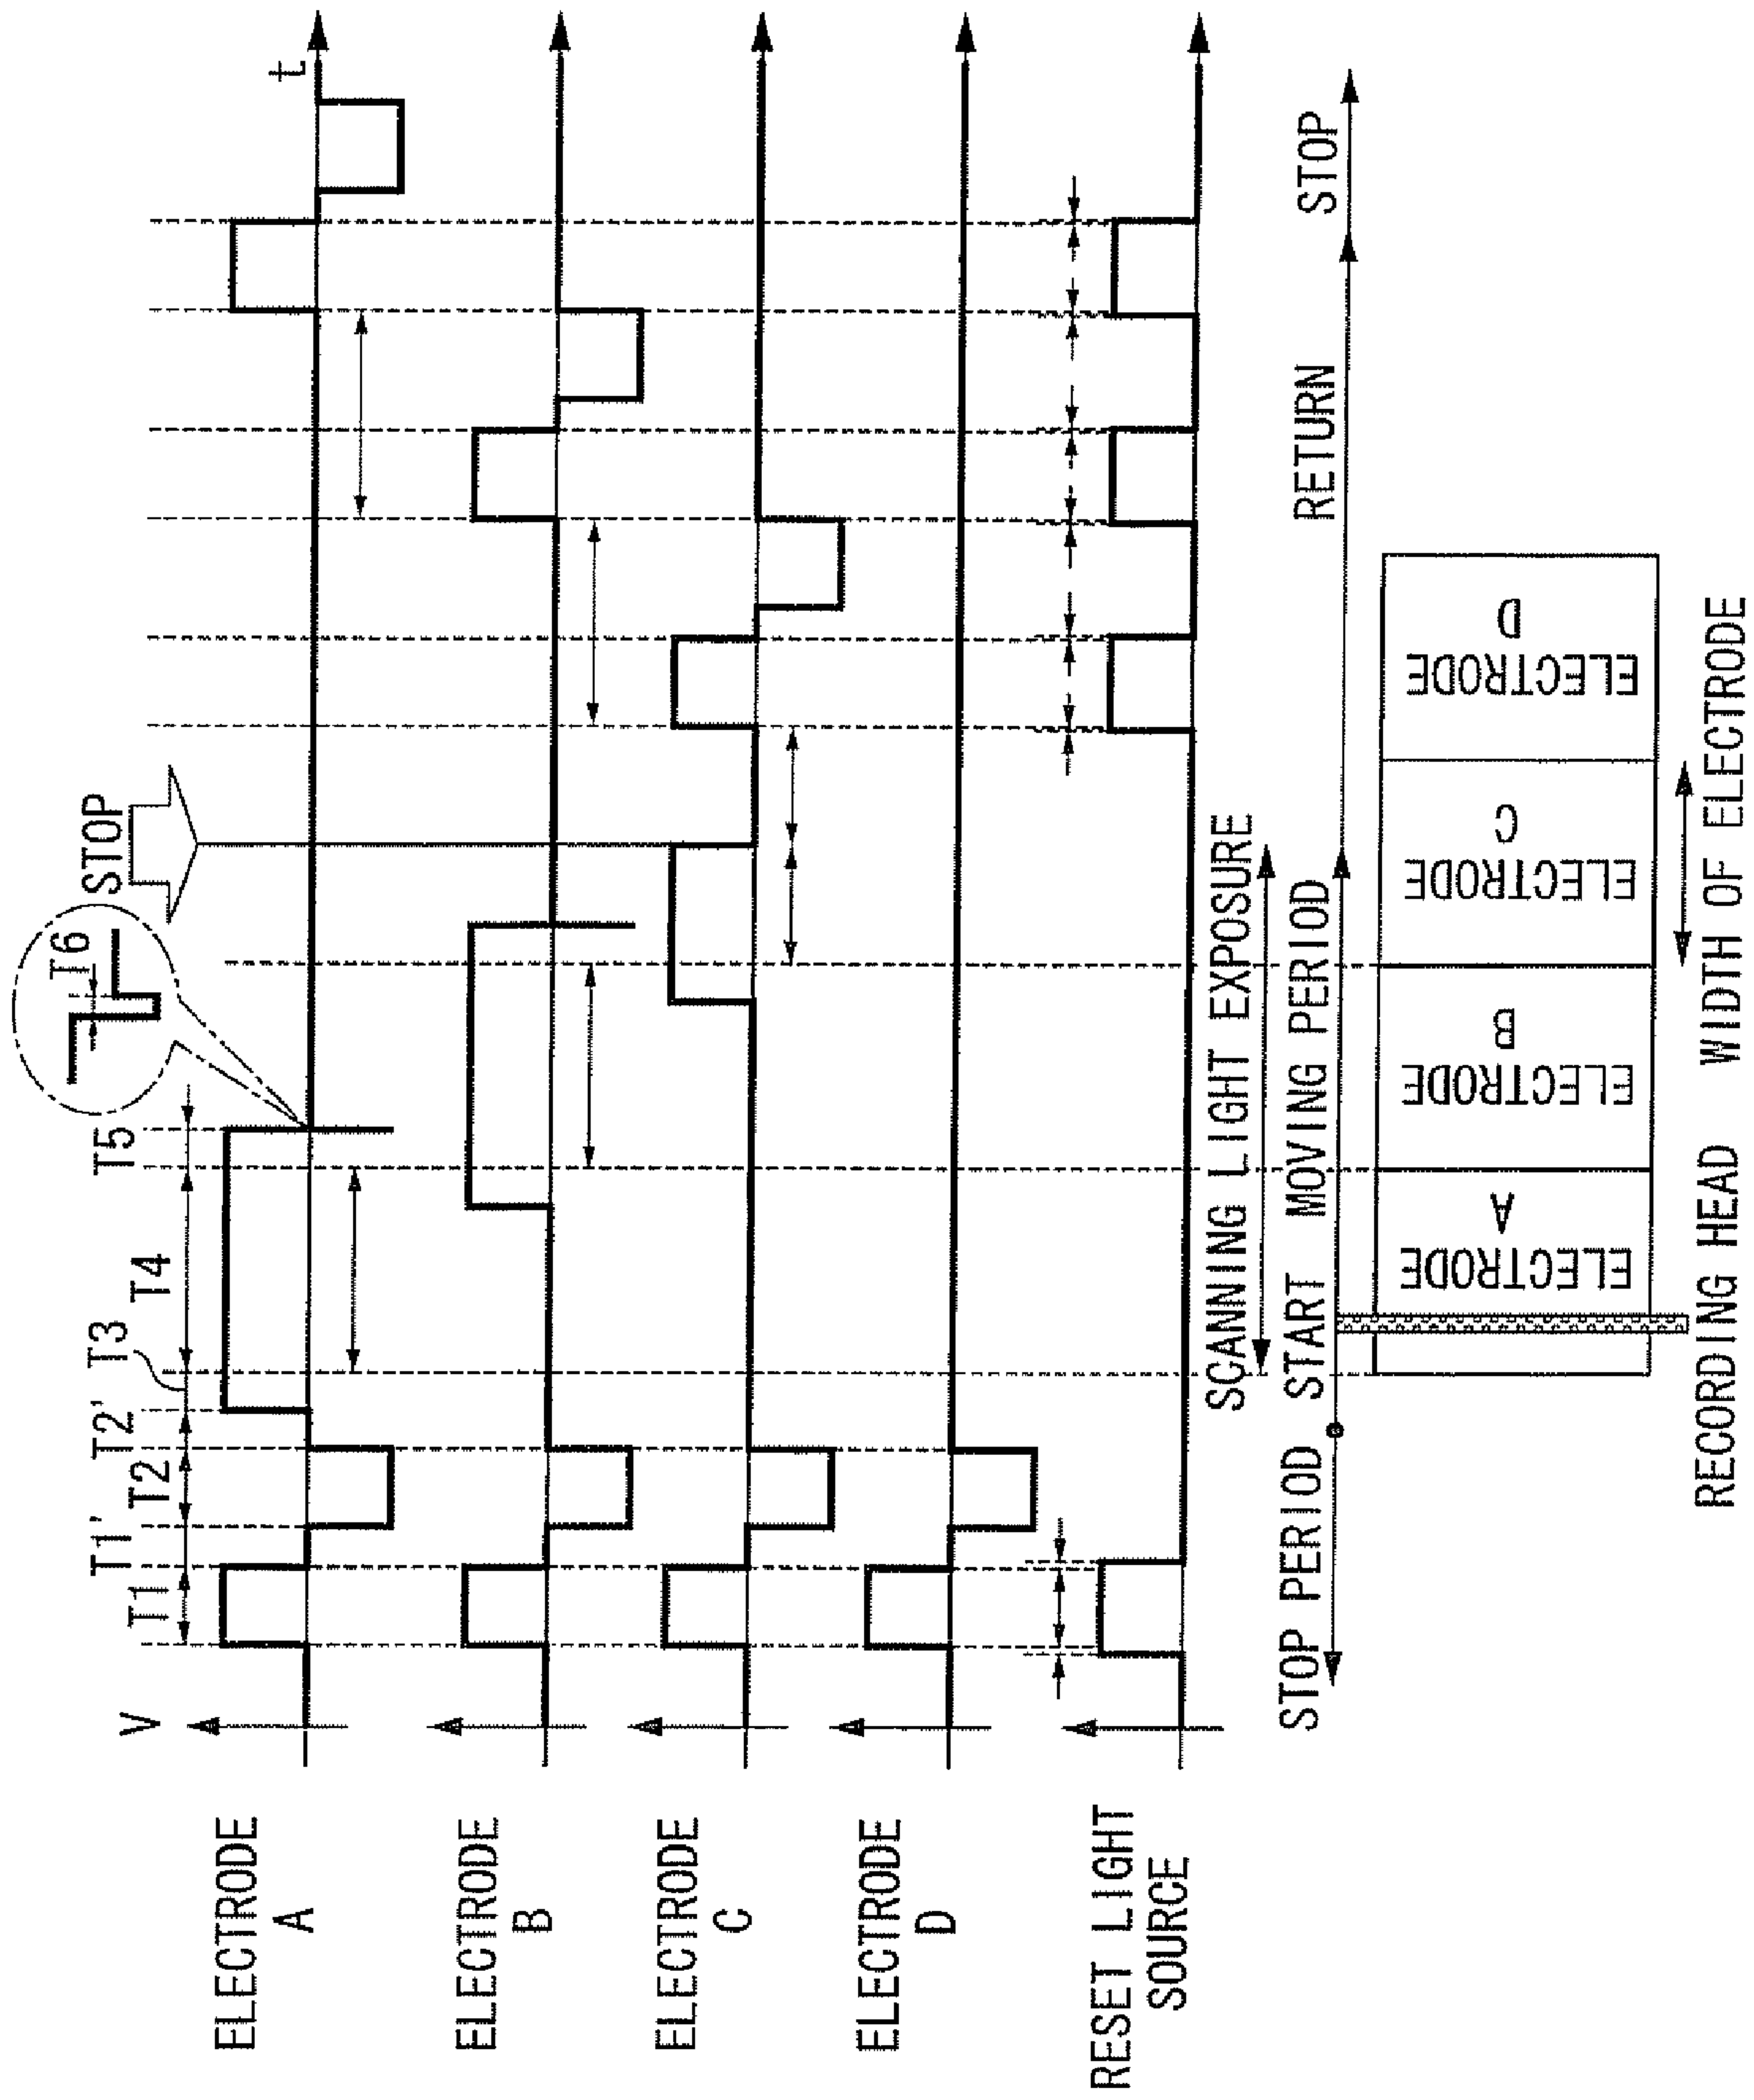 STOP
T6
T1
T1'
T2
T2'
T3
T4
T5
V
t
ELECTRODE
A
ELECTRODE
B
ELECTRODE
C
ELECTRODE
D
RESET LIGHT
SOURCE
SCANNING LIGHT EXPOSURE
STOP PERIOD
START
MOVING PERIOD
RETURN
STOP
ELECTRODE
A
ELECTRODE
B
ELECTRODE
C
ELECTRODE
D
RECORDING HEAD
WIDTH OF ELECTRODE